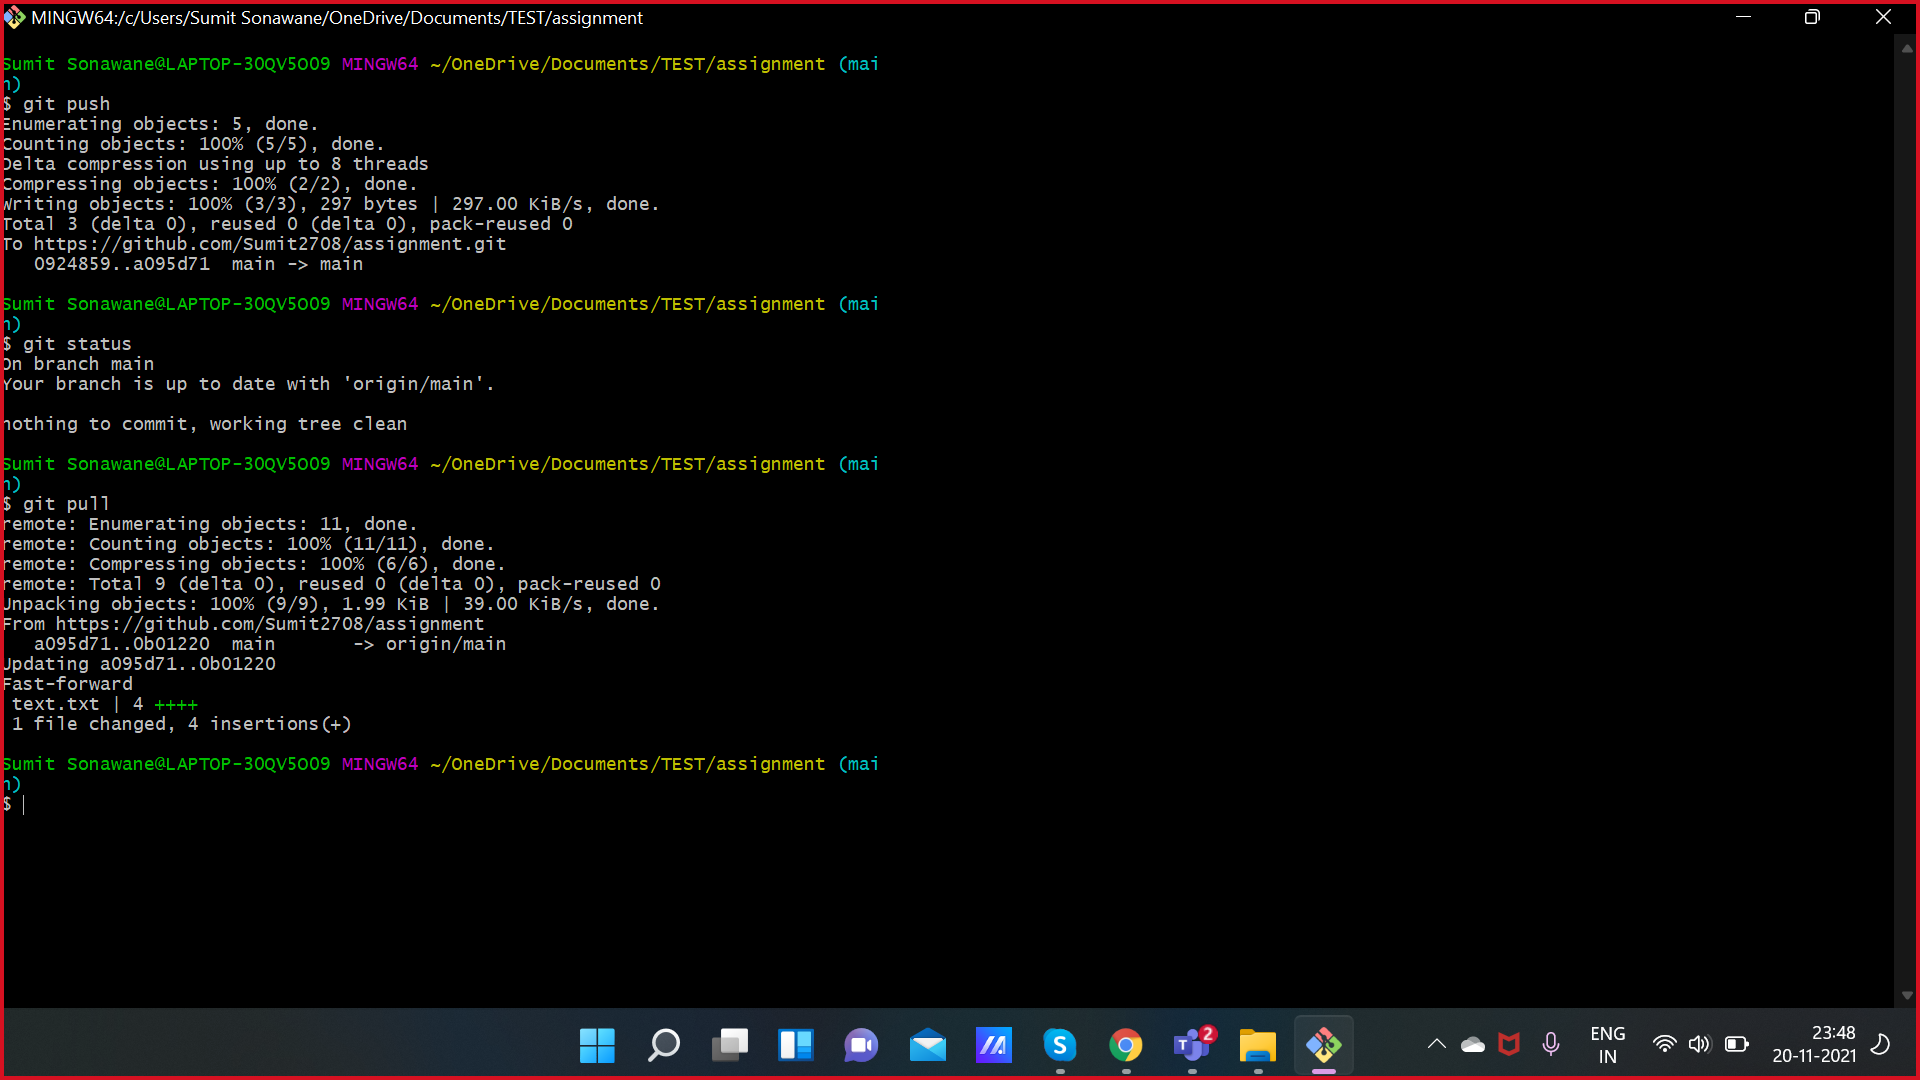 MINGW64:/c/Users/Sumit Sonawane/OneDrive/Documents/TEST/assignment
Sumit Sonawane@LAPTOP-30QV5OO9 MINGW64 ~/OneDrive/Documents/TEST/assignment (mai
n)
$ git push
Enumerating objects: 5, done.
Counting objects: 100% (5/5), done.
Delta compression using up to 8 threads
Compressing objects: 100% (2/2), done.
Writing objects: 100% (3/3), 297 bytes | 297.00 KiB/s, done.
Total 3 (delta 0), reused 0 (delta 0), pack-reused 0
To https://github.com/Sumit2708/assignment.git
   0924859..a095d71  main -> main
Sumit Sonawane@LAPTOP-30QV5OO9 MINGW64 ~/OneDrive/Documents/TEST/assignment (mai
n)
$ git status
On branch main
Your branch is up to date with 'origin/main'.
nothing to commit, working tree clean
Sumit Sonawane@LAPTOP-30QV5OO9 MINGW64 ~/OneDrive/Documents/TEST/assignment (mai
n)
$ git pull
remote: Enumerating objects: 11, done.
remote: Counting objects: 100% (11/11), done.
remote: Compressing objects: 100% (6/6), done.
remote: Total 9 (delta 0), reused 0 (delta 0), pack-reused 0
Unpacking objects: 100% (9/9), 1.99 KiB | 39.00 KiB/s, done.
From https://github.com/Sumit2708/assignment
   a095d71..0b01220  main       -> origin/main
Updating a095d71..0b01220
Fast-forward
 text.txt | 4 ++++
 1 file changed, 4 insertions(+)
Sumit Sonawane@LAPTOP-30QV5OO9 MINGW64 ~/OneDrive/Documents/TEST/assignment (mai
n)
$
S
T
2
ENG
IN
23:48
20-11-2021